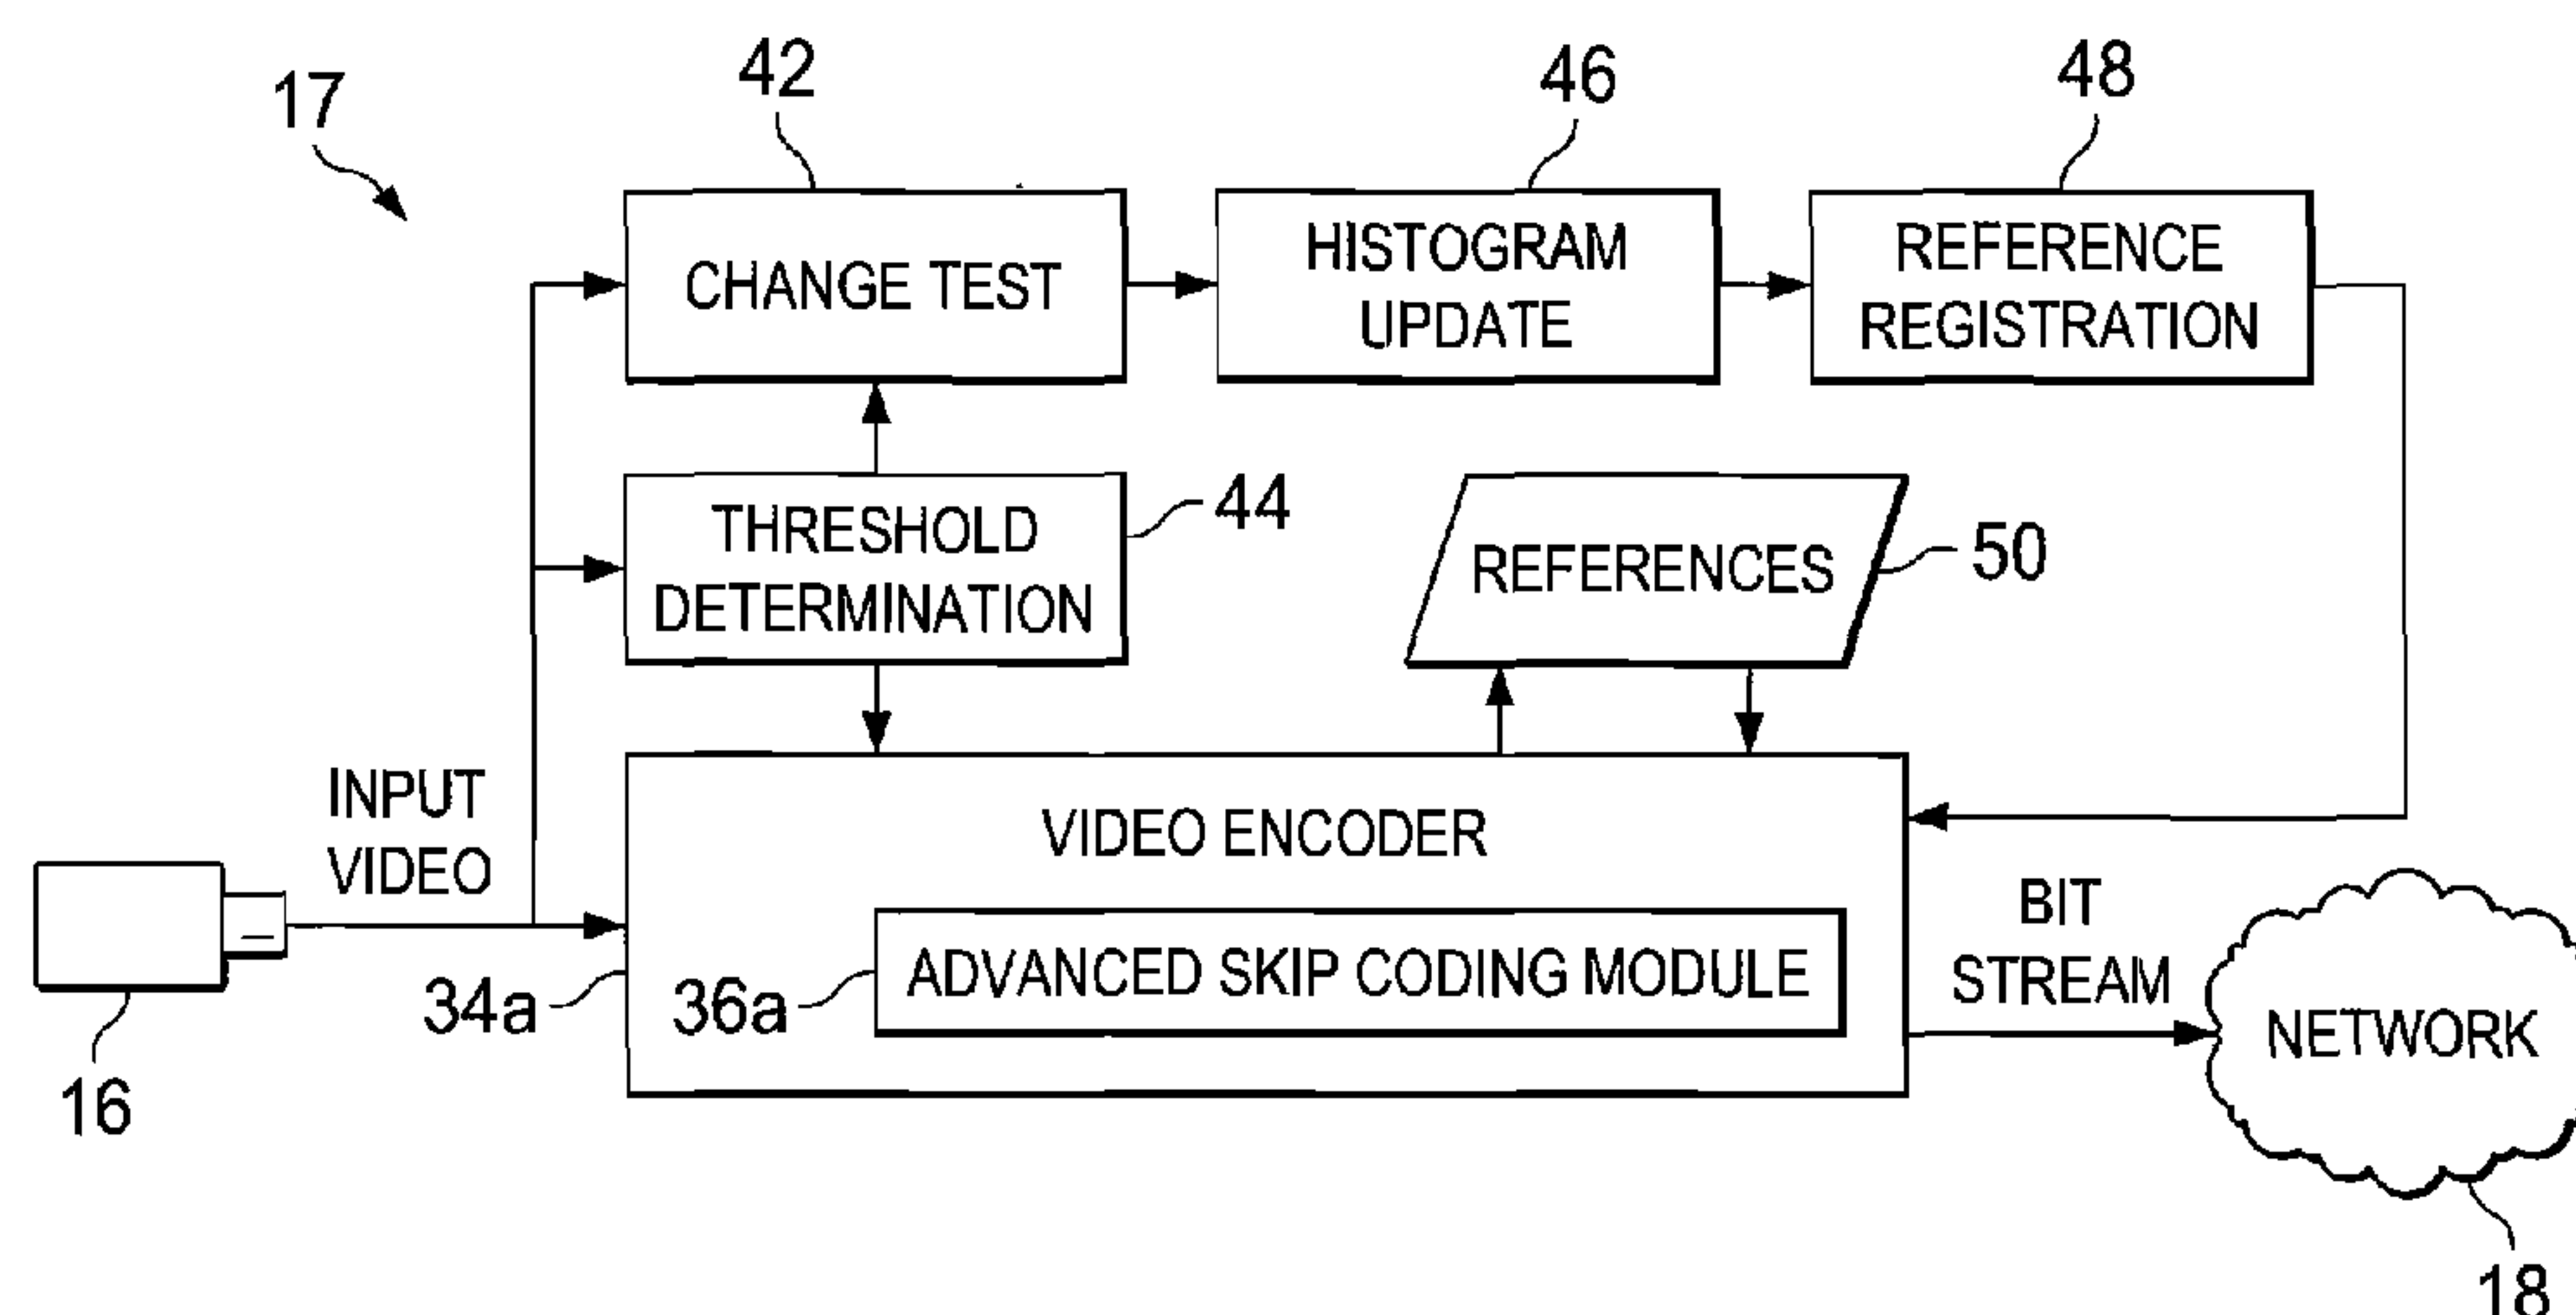 17
42
46
48
CHANGE TEST
HISTOGRAM
UPDATE
REFERENCE
REGISTRATION
THRESHOLD
DETERMINATION
44
REFERENCES
50
INPUT
VIDEO
VIDEO ENCODER
ADVANCED SKIP CODING MODULE
34a
36a
BIT
STREAM
NETWORK
16
18